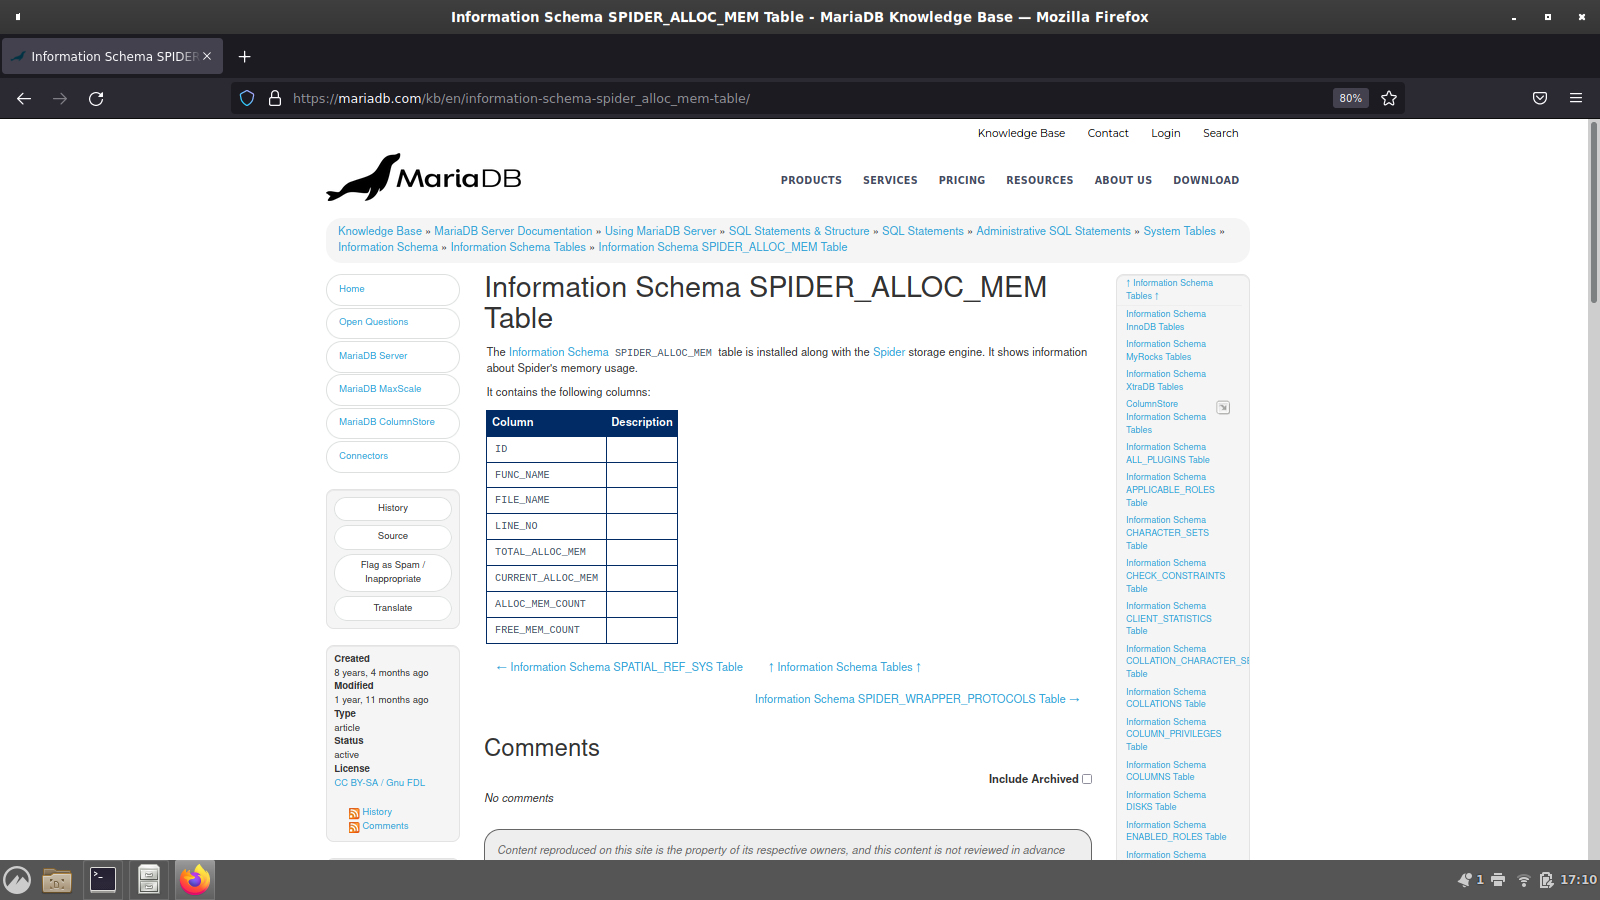 Information Schema SPIDER_ALLOC_MEM Table - MariaDB Knowledge Base — Mozilla Firefox
Information Schema SPIDER
https://mariadb.com/kb/en/information-schema-spider_alloc_mem-table/
80%
Knowledge Base Contact Login Search
MariaDB
PRODUCTS SERVICES PRICING RESOURCES ABOUT US DOWNLOAD
Knowledge Base » MariaDB Server Documentation » Using MariaDB Server » SQL Statements & Structure » SQL Statements » Administrative SQL Statements » System Tables »
Information Schema » Information Schema Tables » Information Schema SPIDER_ALLOC_MEM Table
Home
Open Questions
MariaDB Server
MariaDB MaxScale
MariaDB ColumnStore
Connectors
History
Source
Flag as Spam /
Inappropriate
Translate
Created
8 years, 4 months ago
Modified
1 year, 11 months ago
Type
article
Status
active
License
CC BY-SA / Gnu FDL
History
Comments
Information Schema SPIDER_ALLOC_MEM
Table
The Information Schema SPIDER_ALLOC_MEM table is installed along with the Spider storage engine. It shows information
about Spider's memory usage.
It contains the following columns:
Column Description
ID
FUNC_NAME
FILE_NAME
LINE_NO
TOTAL_ALLOC_MEM
CURRENT_ALLOC_MEM
ALLOC_MEM_COUNT
FREE_MEM_COUNT
← Information Schema SPATIAL_REF_SYS Table ↑ Information Schema Tables ↑
Information Schema SPIDER_WRAPPER_PROTOCOLS Table →
Comments
Include Archived
No comments
Content reproduced on this site is the property of its respective owners, and this content is not reviewed in advance
↑ Information Schema
Tables ↑
Information Schema
InnoDB Tables
Information Schema
MyRocks Tables
Information Schema
XtraDB Tables
ColumnStore
Information Schema
Tables
Information Schema
ALL_PLUGINS Table
Information Schema
APPLICABLE_ROLES
Table
Information Schema
CHARACTER_SETS
Table
Information Schema
CHECK_CONSTRAINTS
Table
Information Schema
CLIENT_STATISTICS
Table
Information Schema
COLLATION_CHARACTER_SE
Table
Information Schema
COLLATIONS Table
Information Schema
COLUMN_PRIVILEGES
Table
Information Schema
COLUMNS Table
Information Schema
DISKS Table
Information Schema
ENABLED_ROLES Table
Information Schema
1 17:10